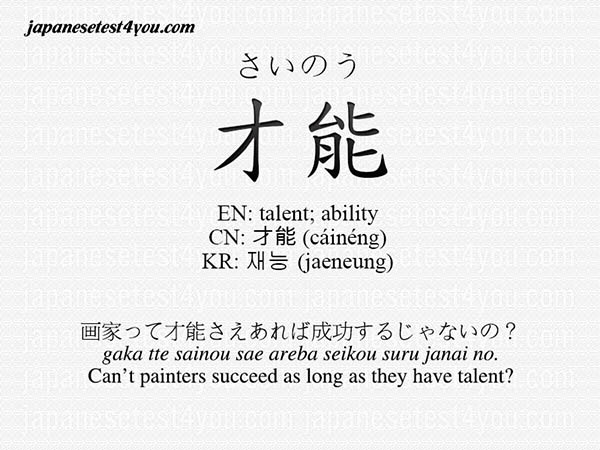 japanesetest4you.com
さいのう
才能
EN: talent; ability
CN: 才能 (cáinéng)
KR: 재능 (jaeneung)
画家って才能さえあれば成功するじゃないの？
gaka tte sainou sae areba seikou suru janai no.
Can't painters succeed as long as they have talent?